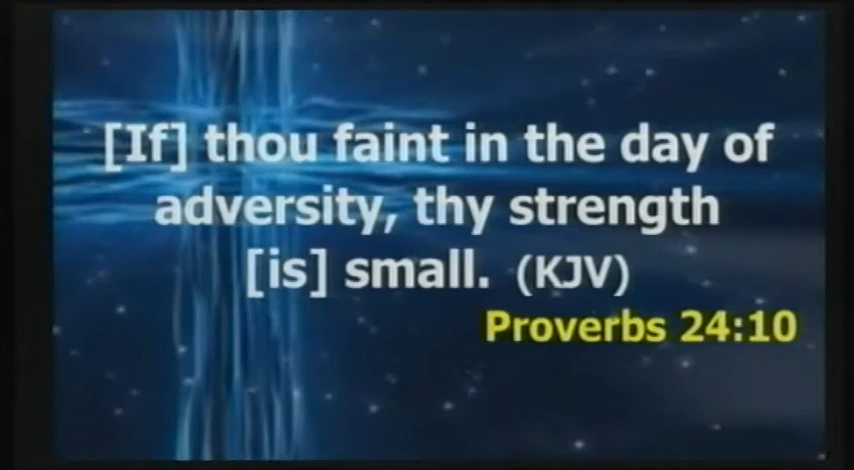 [If] thou faint in the day of
adversity, thy strength
[is] small. (KJV)
Proverbs 24:10